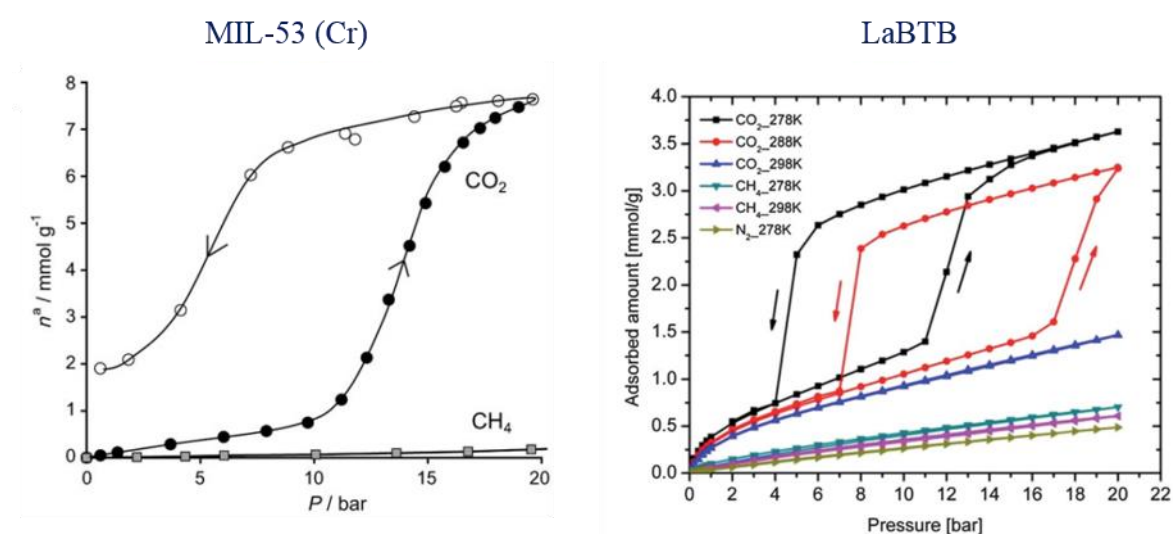 MIL-53 (Cr)
8
7
6
5
4
3
2
1
0
nᵃ / mmol g⁻¹
CO₂
CH₄
0
5
10
15
20
P / bar
LaBTB
4.0
3.5
3.0
2.5
2.0
1.5
1.0
0.5
0.0
Adsorbed amount [mmol/g]
CO₂_278K
CO₂_288K
CO₂_298K
CH₄_278K
CH₄_298K
N₂_278K
0 2 4 6 8 10 12 14 16 18 20 22
Pressure [bar]